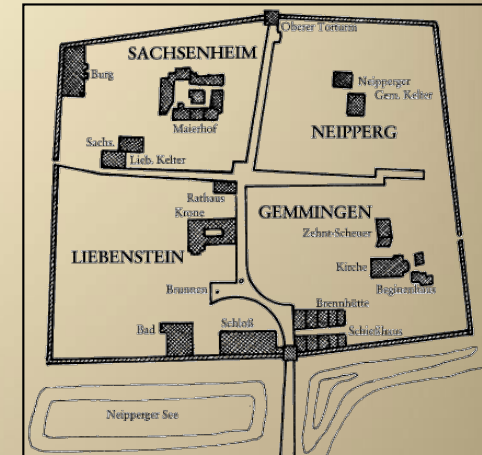 Oberer Torturm
SACHSENHEIM
Burg
Neipperger
Gem. Kelter
Maierhof
NEIPPERG
Sachs.
Lieb. Kelter
Rathaus
Krone
GEMMINGEN
Zehnt-Scheuer
LIEBENSTEIN
Kirche
Beginenhaus
Brunnen
Brennhütte
Bad
Schloß
Schießhaus
Neipperger See